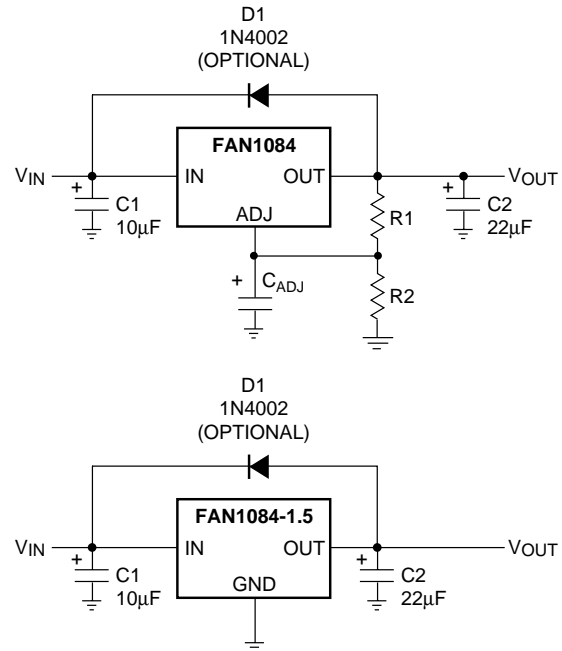 D1
1N4002
(OPTIONAL)
FAN1084
VIN
IN
OUT
VOUT
+
C1
10μF
ADJ
R1
+
C2
22μF
+
CADJ
R2
D1
1N4002
(OPTIONAL)
FAN1084-1.5
VIN
IN
OUT
VOUT
+
C1
10μF
GND
+
C2
22μF